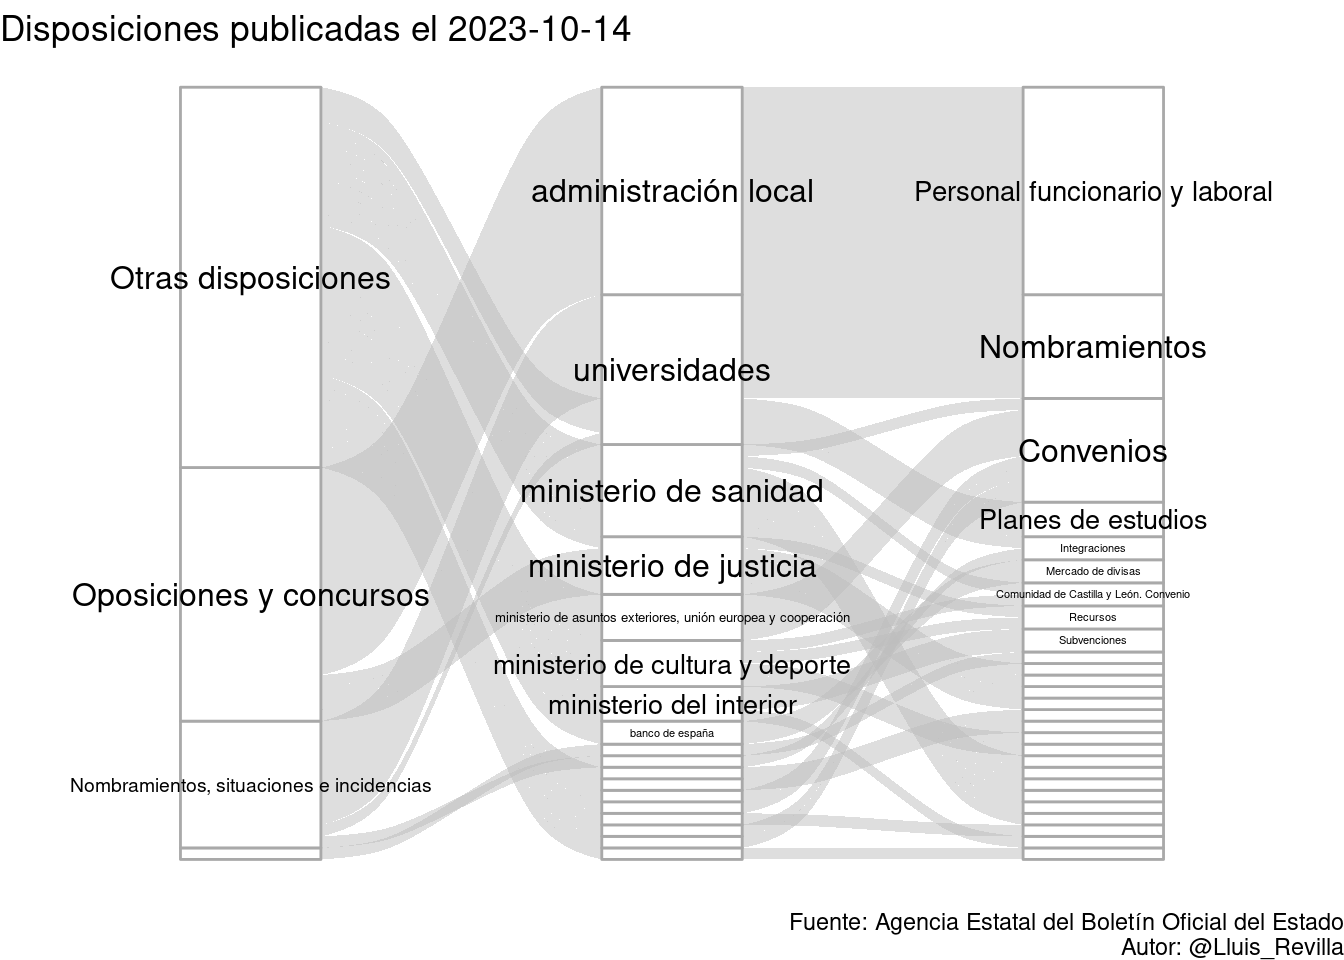 Disposiciones publicadas el 2023-10-14
Otras disposiciones
Oposiciones y concursos
Nombramientos, situaciones e incidencias
administración local
universidades
ministerio de sanidad
ministerio de justicia
ministerio de asuntos exteriores, unión europea y cooperación
ministerio de cultura y deporte
ministerio del interior
banco de españa
Personal funcionario y laboral
Nombramientos
Convenios
Planes de estudios
Integraciones
Mercado de divisas
Comunidad de Castilla y León. Convenio
Recursos
Subvenciones
Fuente: Agencia Estatal del Boletín Oficial del Estado
Autor: @Lluis_Revilla